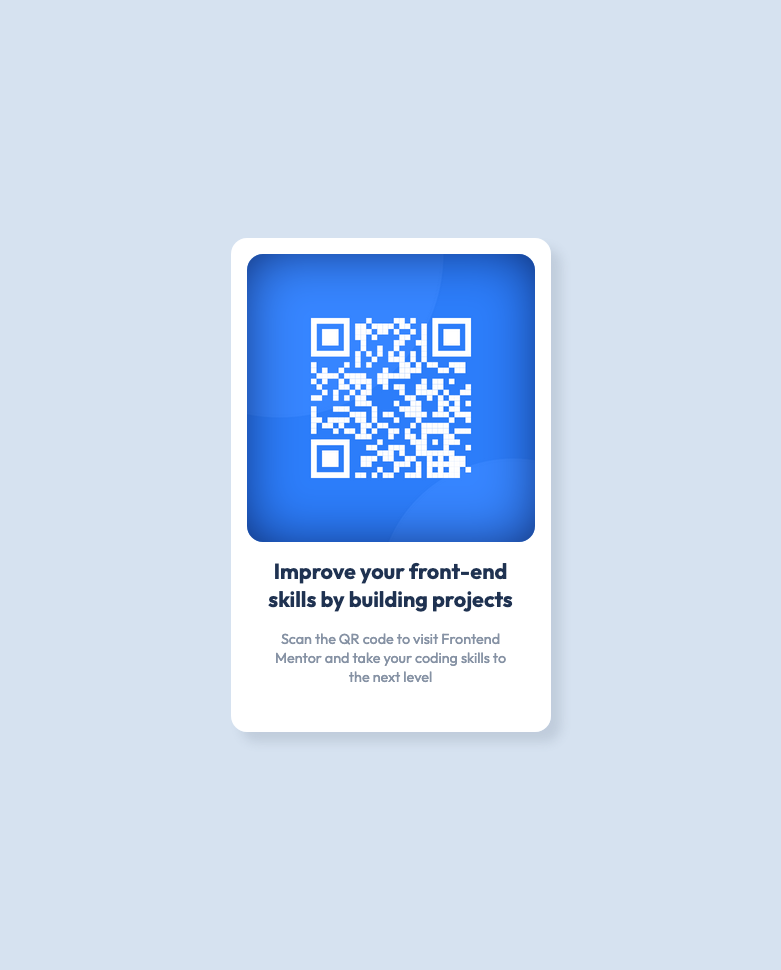 Improve your front-end
skills by building projects
Scan the QR code to visit Frontend
Mentor and take your coding skills to
the next level